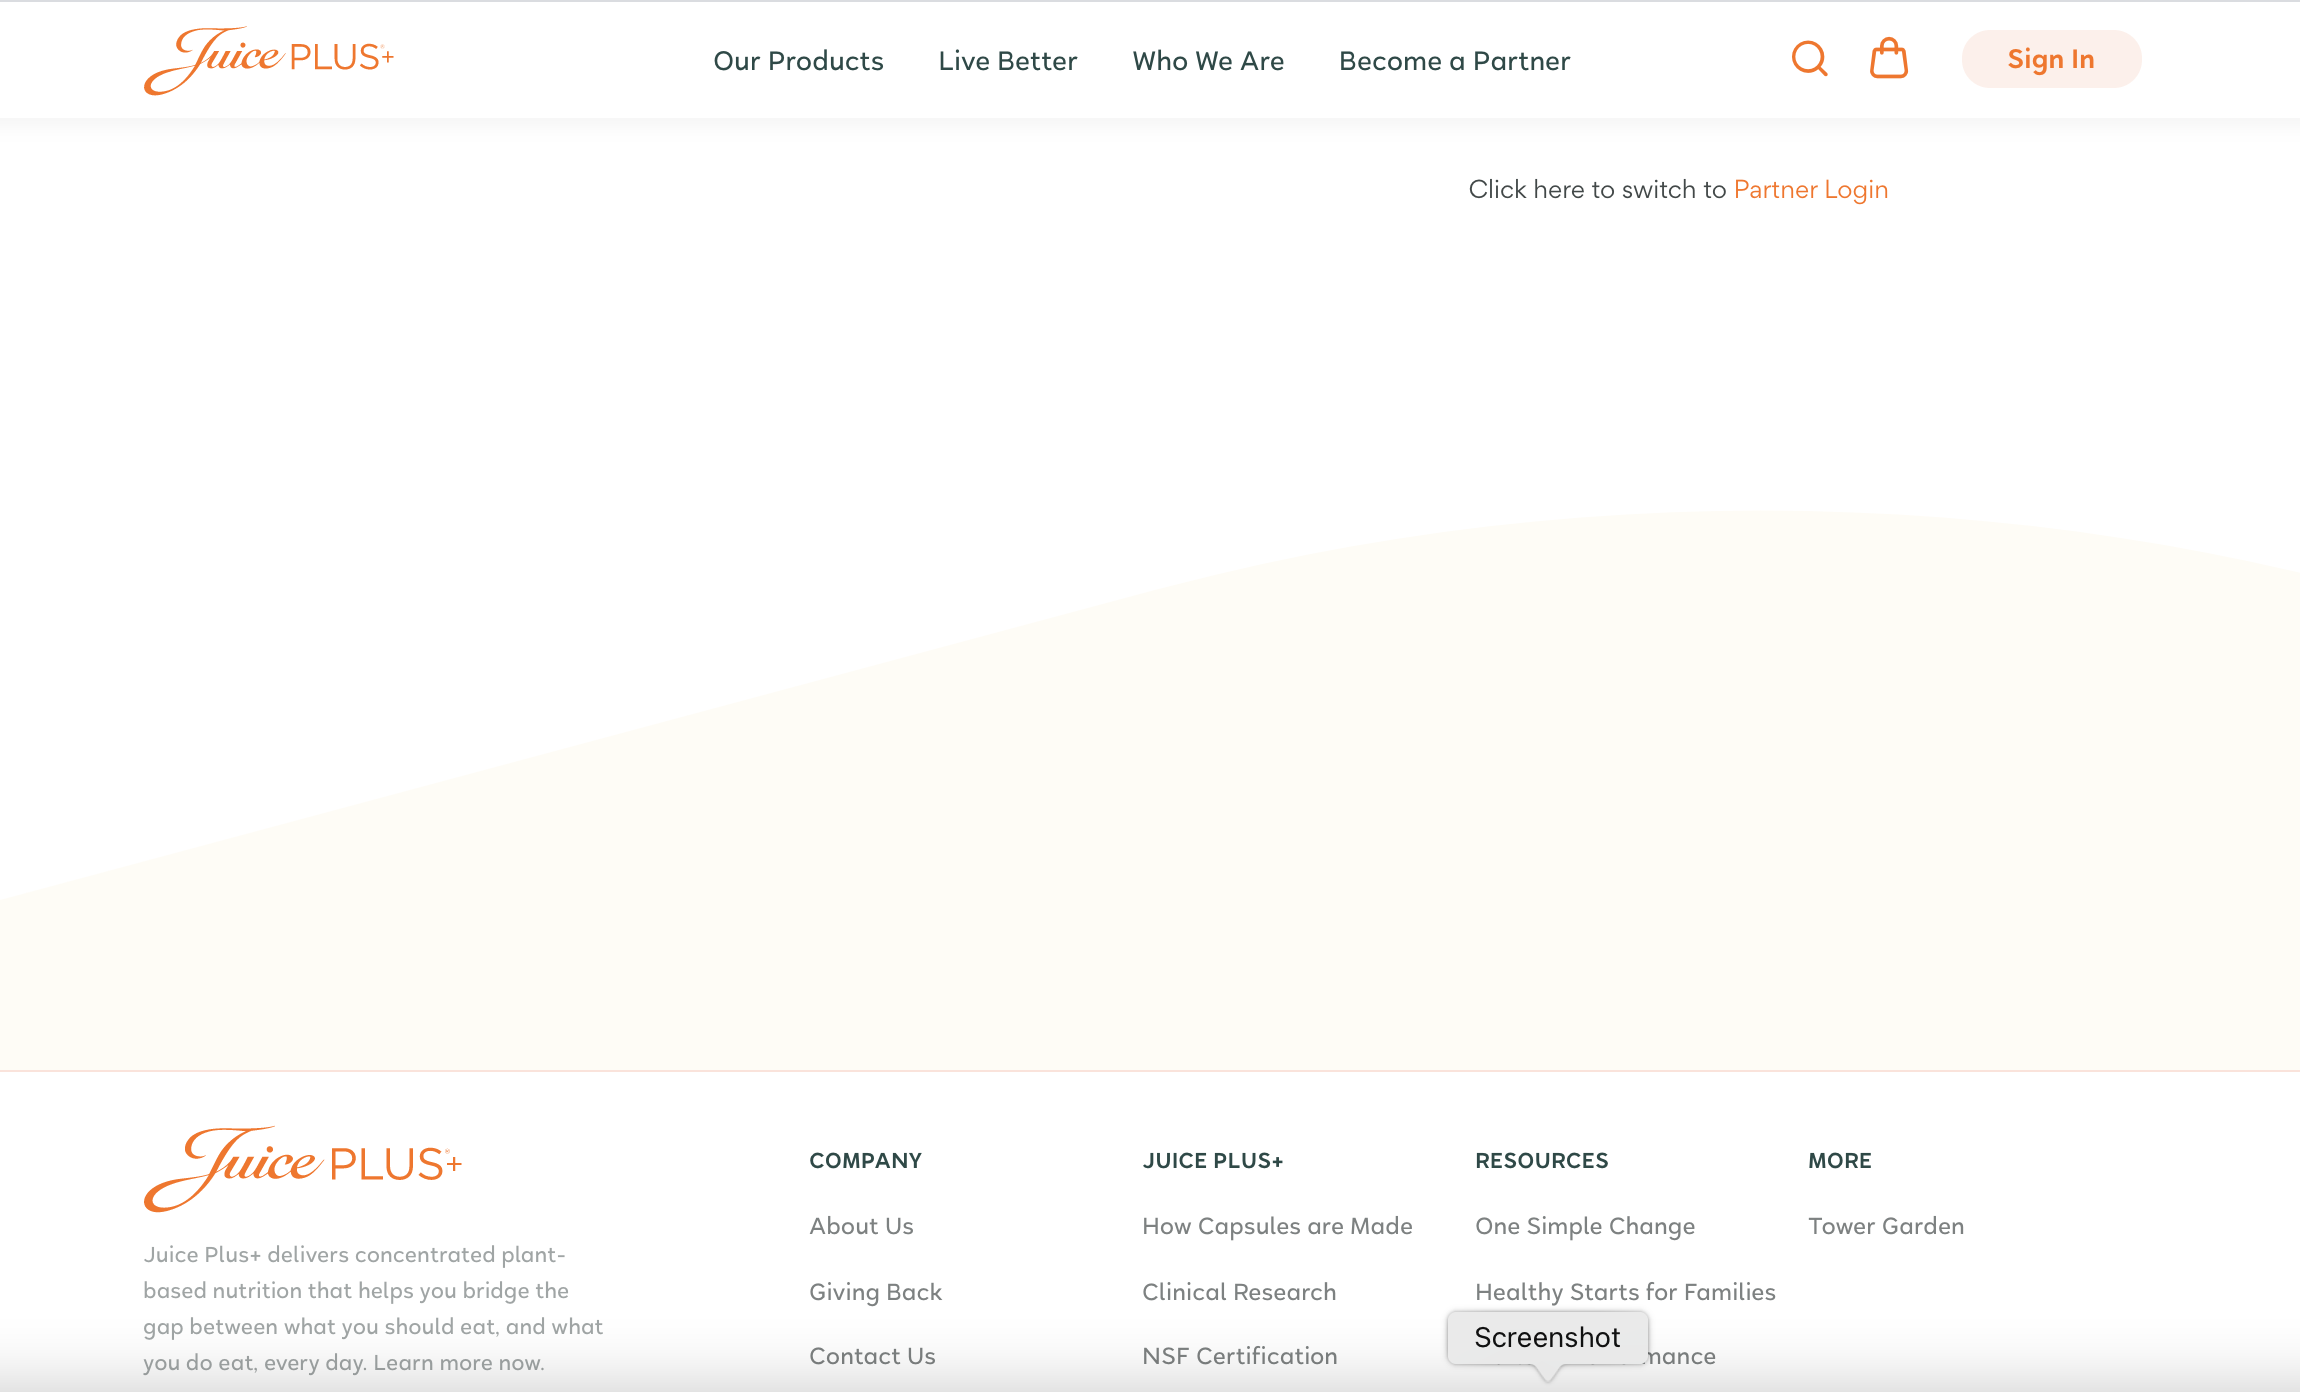 Juice PLUS+
Our Products
Live Better
Who We Are
Become a Partner
Sign In
Click here to switch to Partner Login
Juice PLUS+
Juice Plus+ delivers concentrated plant-
based nutrition that helps you bridge the
gap between what you should eat, and what
you do eat, every day. Learn more now.
COMPANY
About Us
Giving Back
Contact Us
JUICE PLUS+
How Capsules are Made
Clinical Research
NSF Certification
RESOURCES
One Simple Change
Healthy Starts for Families
MORE
Tower Garden
Screenshot